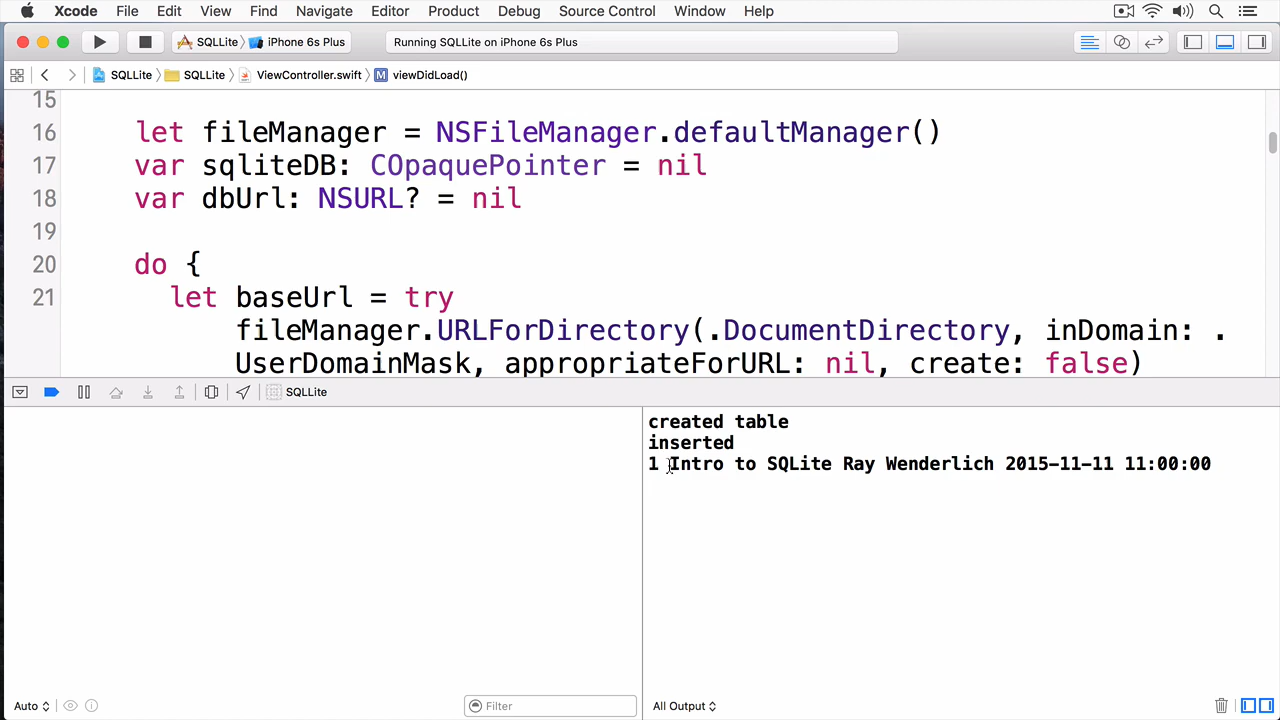 Xcode File Edit View Find Navigate Editor Product Debug Source Control Window Help
SQLLite iPhone 6s Plus Running SQLLite on iPhone 6s Plus
SQLLite SQLLite ViewController.swift M viewDidLoad()
15
16 let fileManager = NSFileManager.defaultManager()
17 var sqliteDB: COpaquePointer = nil
18 var dbUrl: NSURL? = nil
19
20 do {
21 let baseUrl = try
fileManager.URLForDirectory(.DocumentDirectory, inDomain: .
UserDomainMask, appropriateForURL: nil, create: false)
SQLLite
created table
inserted
1 Intro to SQLite Ray Wenderlich 2015-11-11 11:00:00
Auto Filter All Output